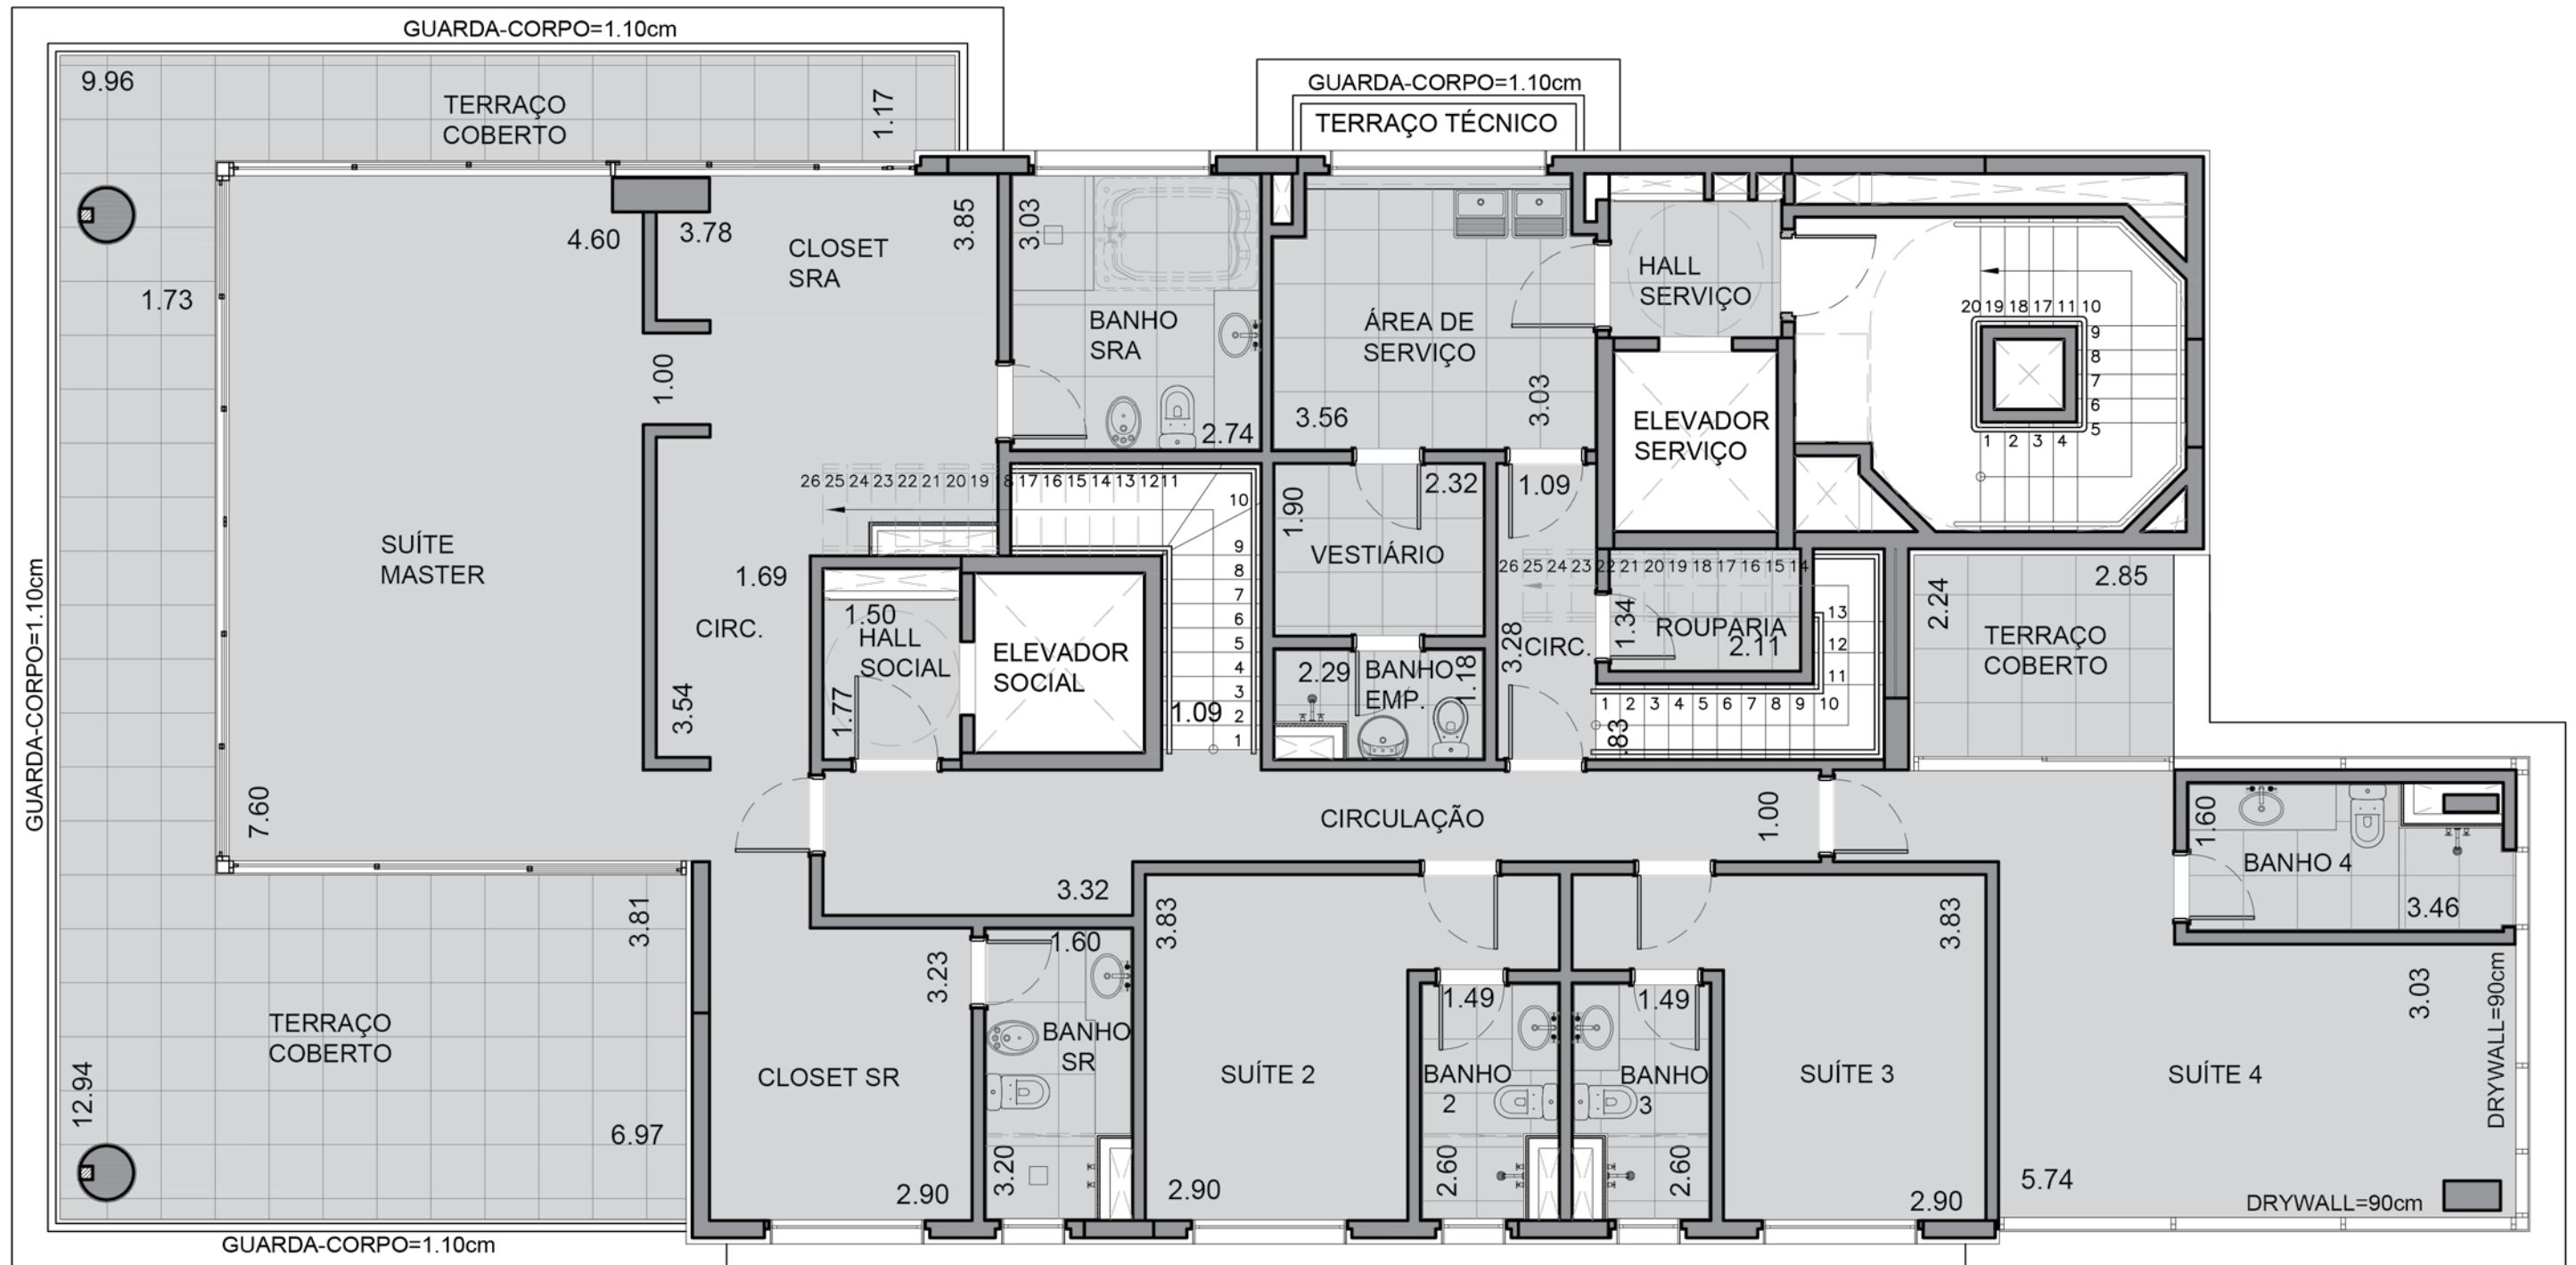 GUARDA-CORPO=1.10cm
9.96
TERRAÇO
COBERTO
1.17
GUARDA-CORPO=1.10cm
TERRAÇO TÉCNICO
1.73
4.60
3.78
CLOSET
SRA
3.85
3.03
BANHO
SRA
2.74
ÁREA DE
SERVIÇO
3.56
3.03
HALL
SERVIÇO
ELEVADOR
SERVIÇO
20 19 18 17 11 10
9
8
7
6
5
1 2 3 4
1.00
26 25 24 23 22 21 20 19 18 17 16 15 14 13 12 11
10
9
8
7
6
5
4
3
2
1
1.09
SUÍTE
MASTER
7.60
1.69
CIRC.
3.54
1.50
HALL
SOCIAL
1.77
ELEVADOR
SOCIAL
1.90
2.32
VESTIÁRIO
1.09
2.29
BANHO
EMP.
1.18
3.28
CIRC.
26 25 24 23 22 21 20 19 18 17 16 15 14
13
12
11
1 2 3 4 5 6 7 8 9 10
.83
1.34
ROUPARIA
2.11
2.24
2.85
TERRAÇO
COBERTO
GUARDA-CORPO=1.10cm
CIRCULAÇÃO
1.00
3.32
1.60
BANHO 4
3.46
3.81
TERRAÇO
COBERTO
12.94
6.97
GUARDA-CORPO=1.10cm
3.23
CLOSET SR
2.90
1.60
BANHO
SR
3.20
3.83
SUÍTE 2
2.90
1.49
BANHO
2
2.60
1.49
BANHO
3
2.60
3.83
SUÍTE 3
2.90
3.03
SUÍTE 4
5.74
DRYWALL=90cm
DRYWALL=90cm